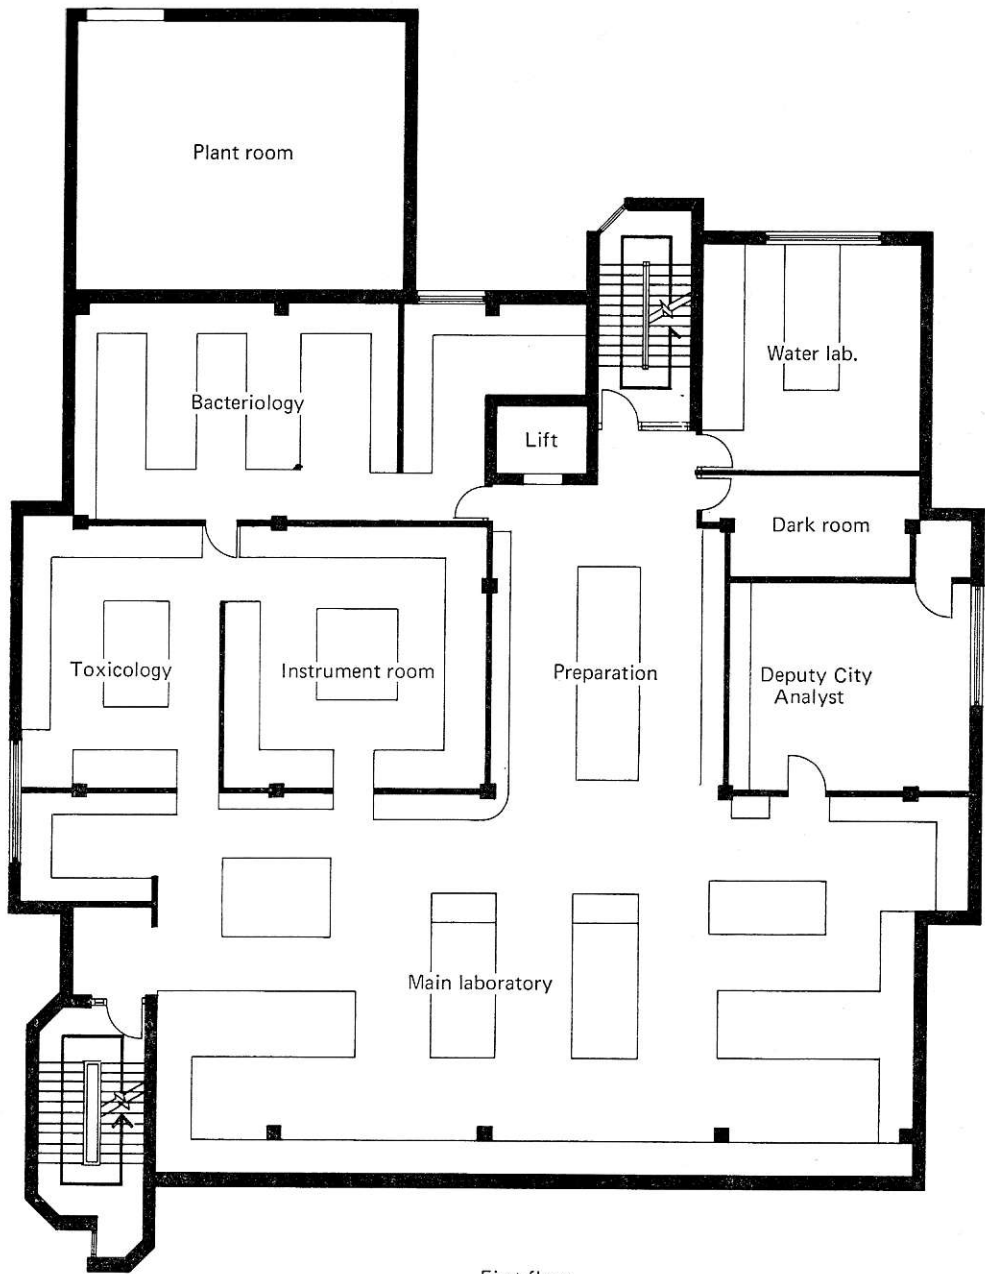 Plant room
Water lab.
Bacteriology
Lift
Dark room
Toxicology
Instrument room
Preparation
Deputy City
Analyst
Main laboratory